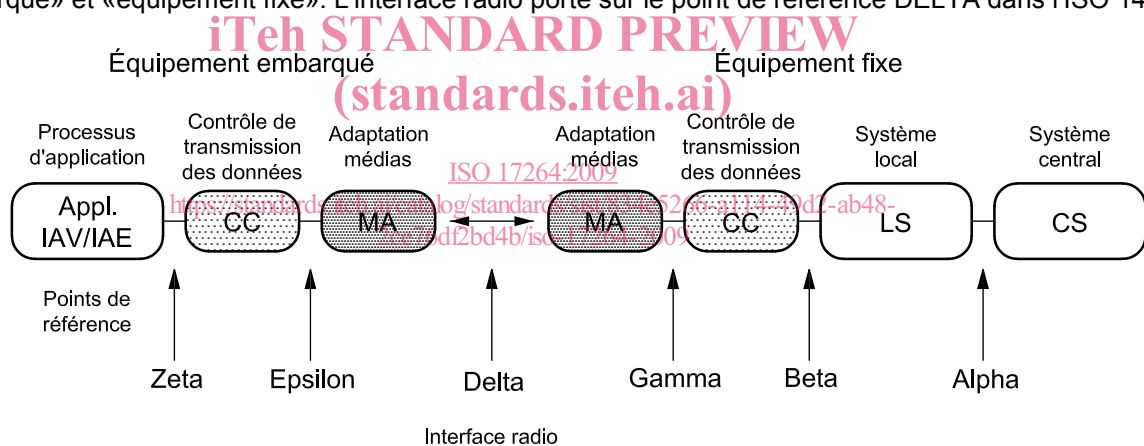 rqué» et «équipement fixe». L'interface radio porte sur le point de référence DELTA dans l'ISO 14
iTeh STANDARD PREVIEW
Équipement embarqué
Équipement fixe
(standards.iteh.ai)
Processus d'application
Contrôle de transmission des données
Adaptation médias
Adaptation médias
Contrôle de transmission des données
Système local
Système central
ISO 17264:2009
Appl. IAV/IAE
CC
MA
MA
CC
LS
CS
Points de référence
Zeta
Epsilon
Delta
Gamma
Beta
Alpha
Interface radio